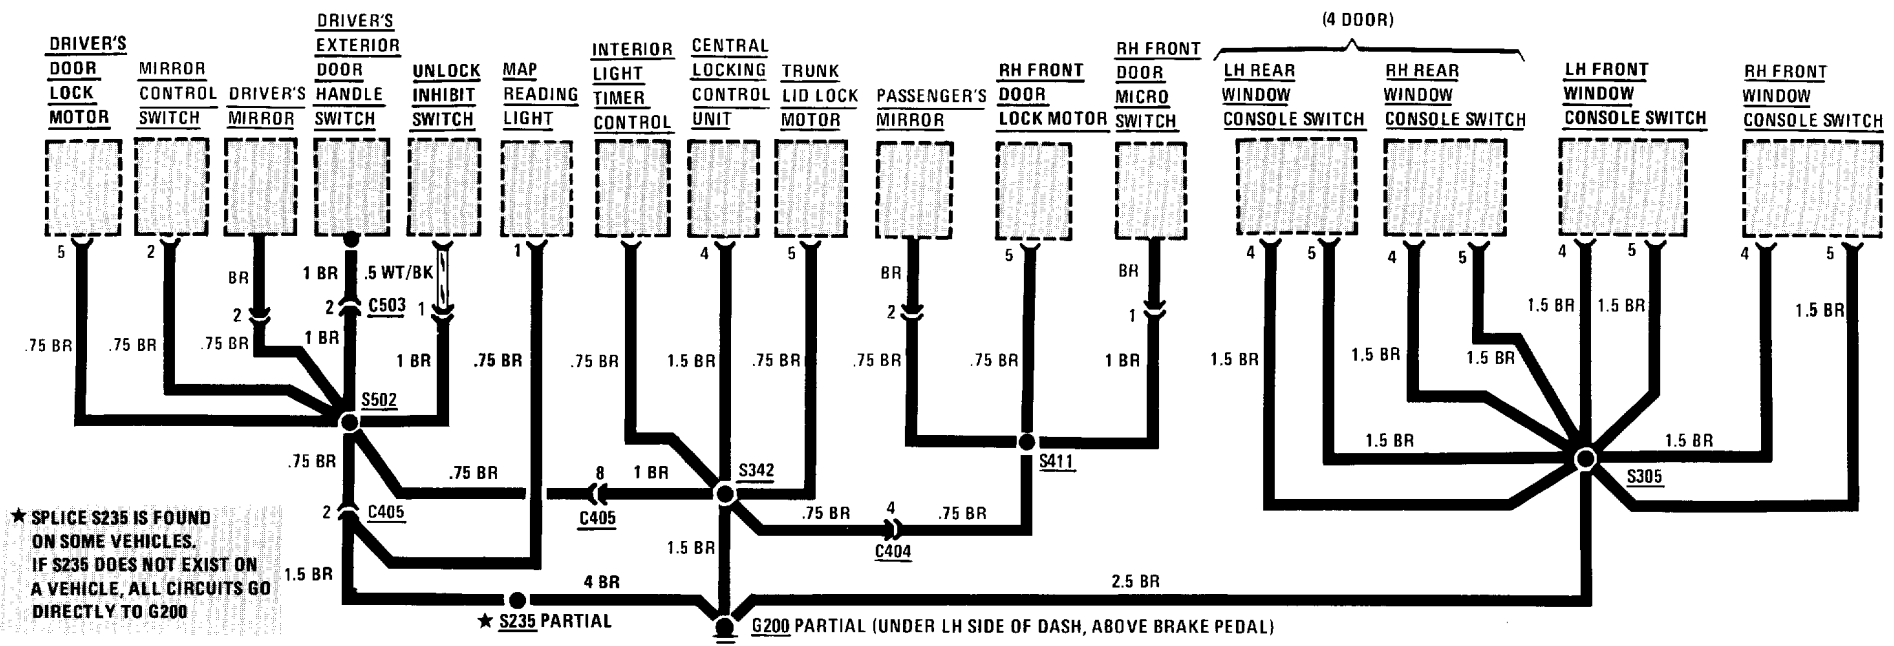 (4 DOOR)
DRIVER'S
DOOR
LOCK
MOTOR
MIRROR
CONTROL
SWITCH
DRIVER'S
MIRROR
DRIVER'S
EXTERIOR
DOOR
HANDLE
SWITCH
UNLOCK
INHIBIT
SWITCH
MAP
READING
LIGHT
INTERIOR
LIGHT
TIMER
CONTROL
CENTRAL
LOCKING
CONTROL
UNIT
TRUNK
LID LOCK
MOTOR
PASSENGER'S
MIRROR
RH FRONT
DOOR
LOCK MOTOR
RH FRONT
DOOR
MICRO
SWITCH
LH REAR
WINDOW
CONSOLE SWITCH
RH REAR
WINDOW
CONSOLE SWITCH
LH FRONT
WINDOW
CONSOLE SWITCH
RH FRONT
WINDOW
CONSOLE SWITCH
5
2
1
4
5
5
4
5
4
5
4
5
4
5
BR
1 BR
.5 WT/BK
BR
BR
2
2
C503
1
2
1
1.5 BR
1.5 BR
1.5 BR
.75 BR
.75 BR
.75 BR
1 BR
1 BR
.75 BR
.75 BR
1.5 BR
.75 BR
.75 BR
.75 BR
1 BR
1.5 BR
1.5 BR
1.5 BR
S502
1.5 BR
1.5 BR
.75 BR
.75 BR
8
1 BR
S342
S411
S305
2
C405
C405
.75 BR
4
.75 BR
C404
1.5 BR
1.5 BR
4 BR
2.5 BR
★ SPLICE S235 IS FOUND
ON SOME VEHICLES.
IF S235 DOES NOT EXIST ON
A VEHICLE, ALL CIRCUITS GO
DIRECTLY TO G200
★ S235 PARTIAL
G200 PARTIAL (UNDER LH SIDE OF DASH, ABOVE BRAKE PEDAL)